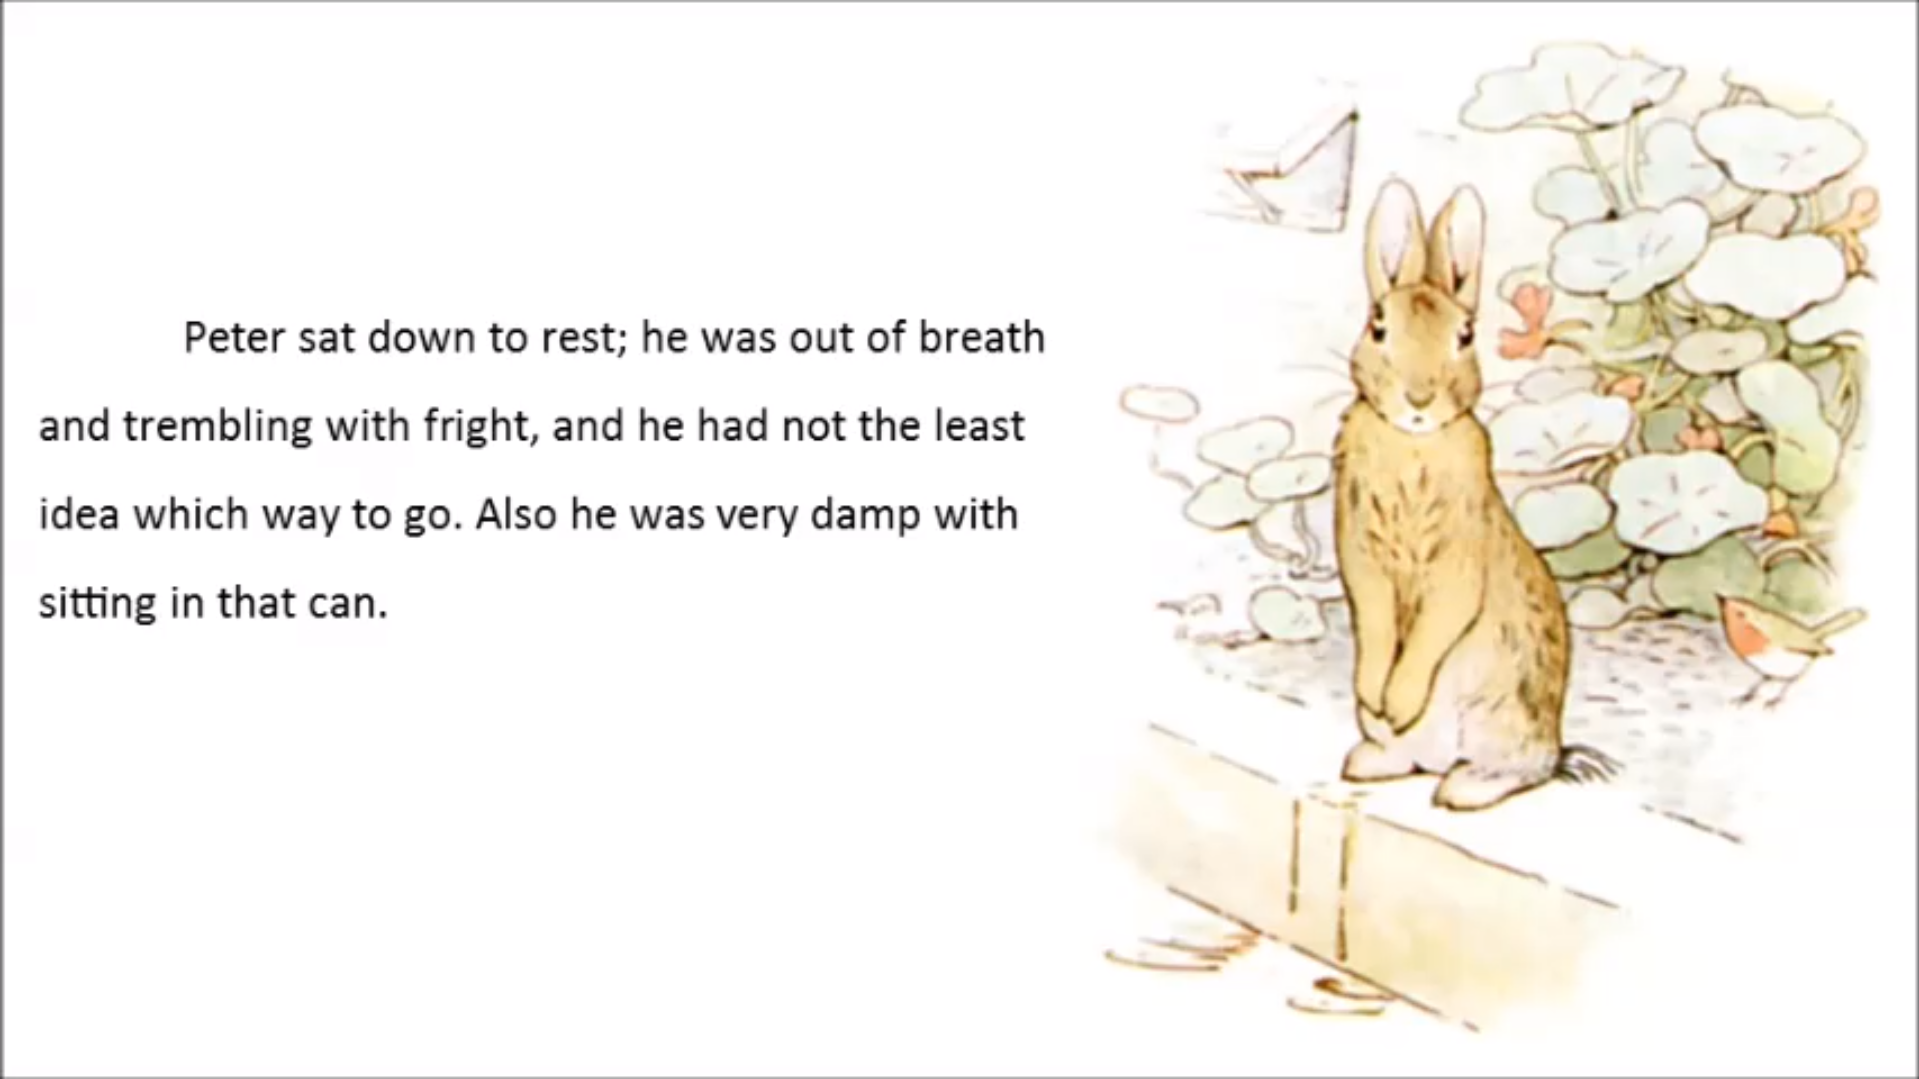 Peter sat down to rest; he was out of breath
and trembling with fright, and he had not the least
idea which way to go. Also he was very damp with
sitting in that can.